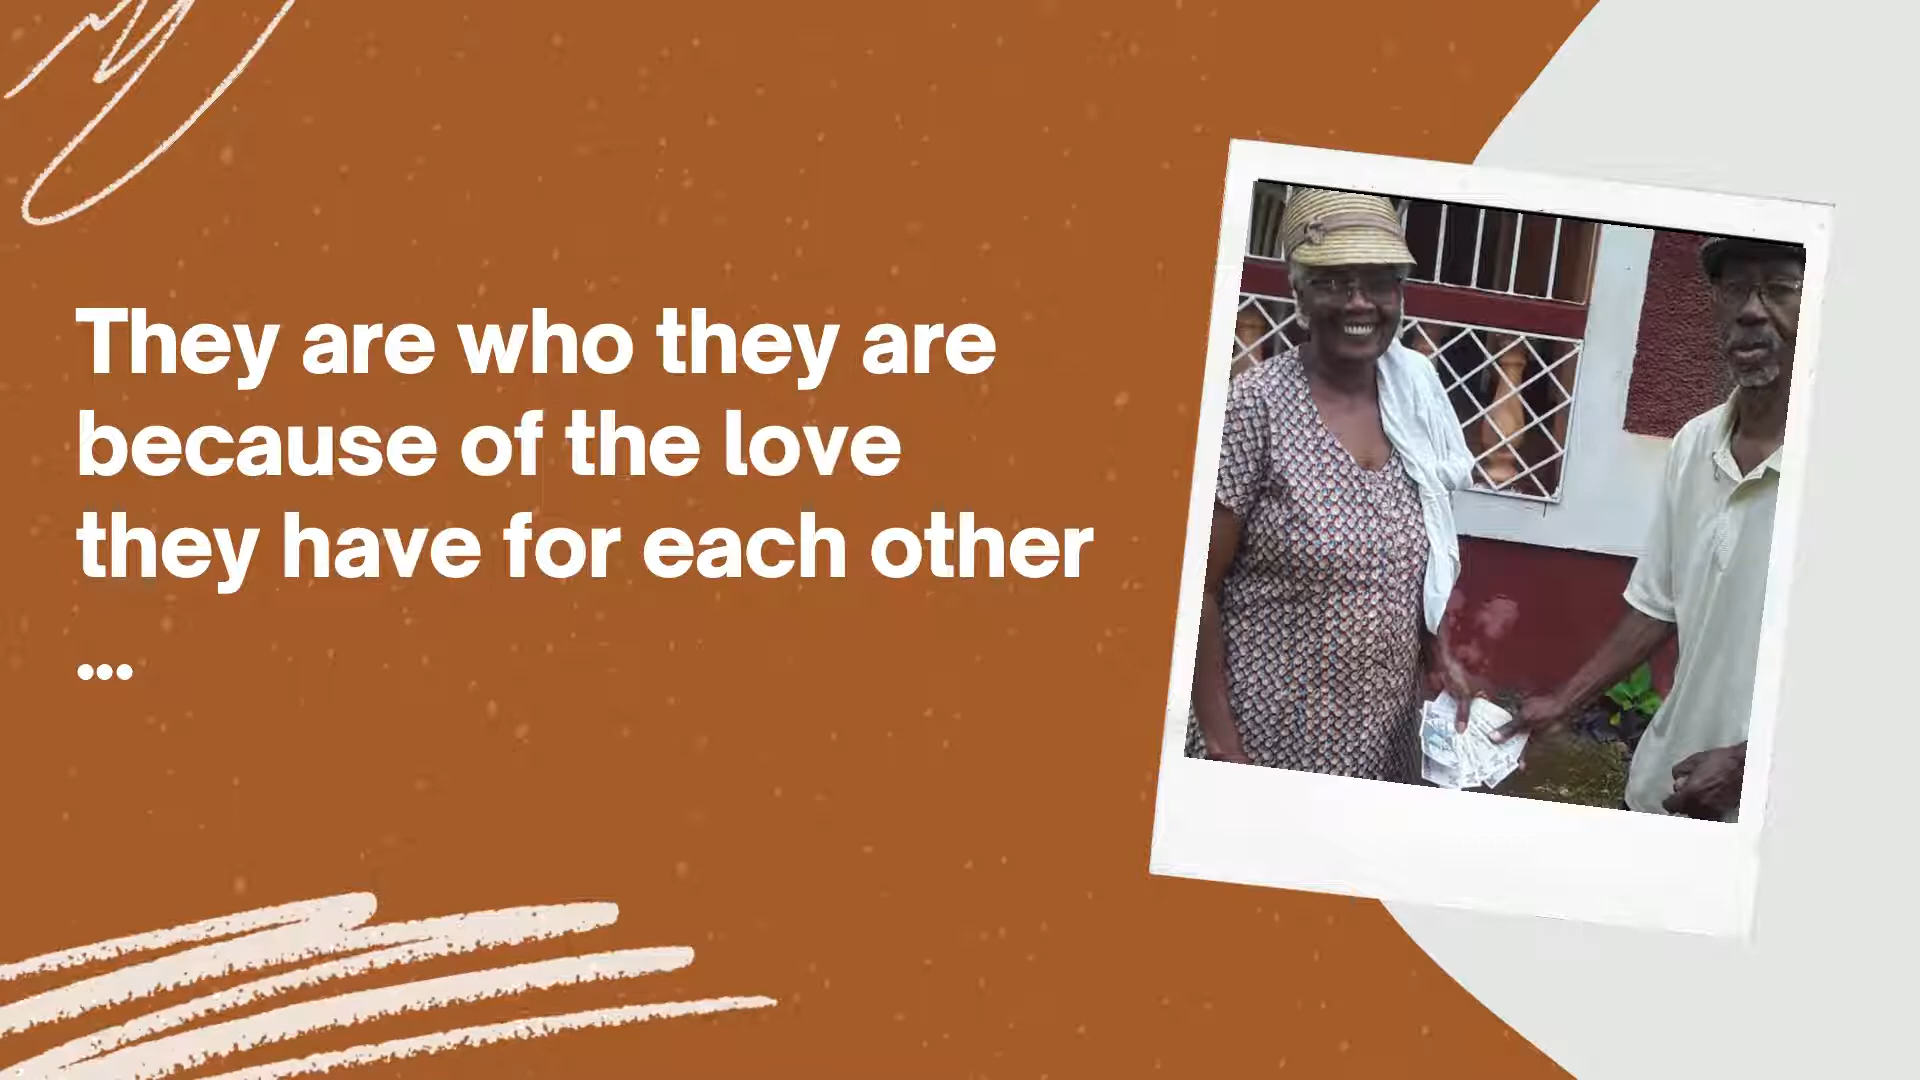 They are who they are
because of the love
they have for each other
...